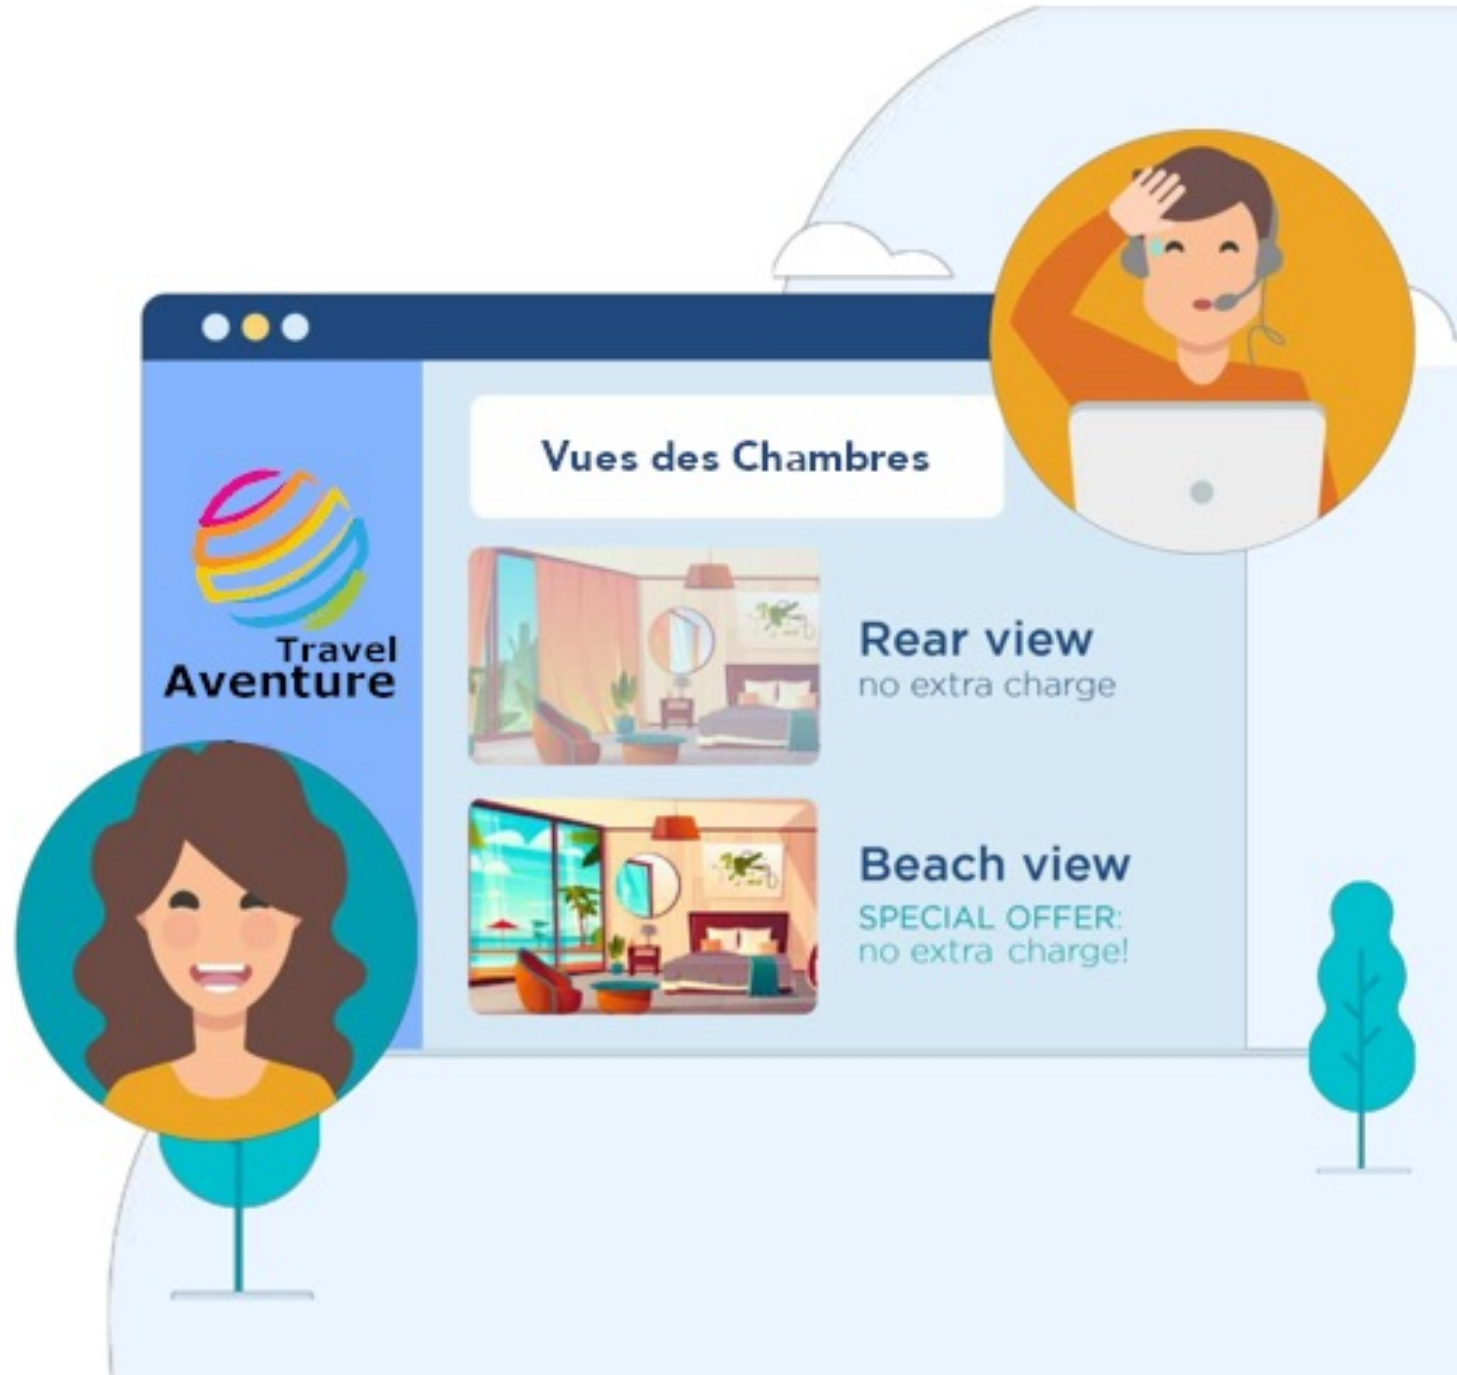 Vues des Chambres
Travel
Aventure
Rear view
no extra charge
Beach view
SPECIAL OFFER:
no extra charge!